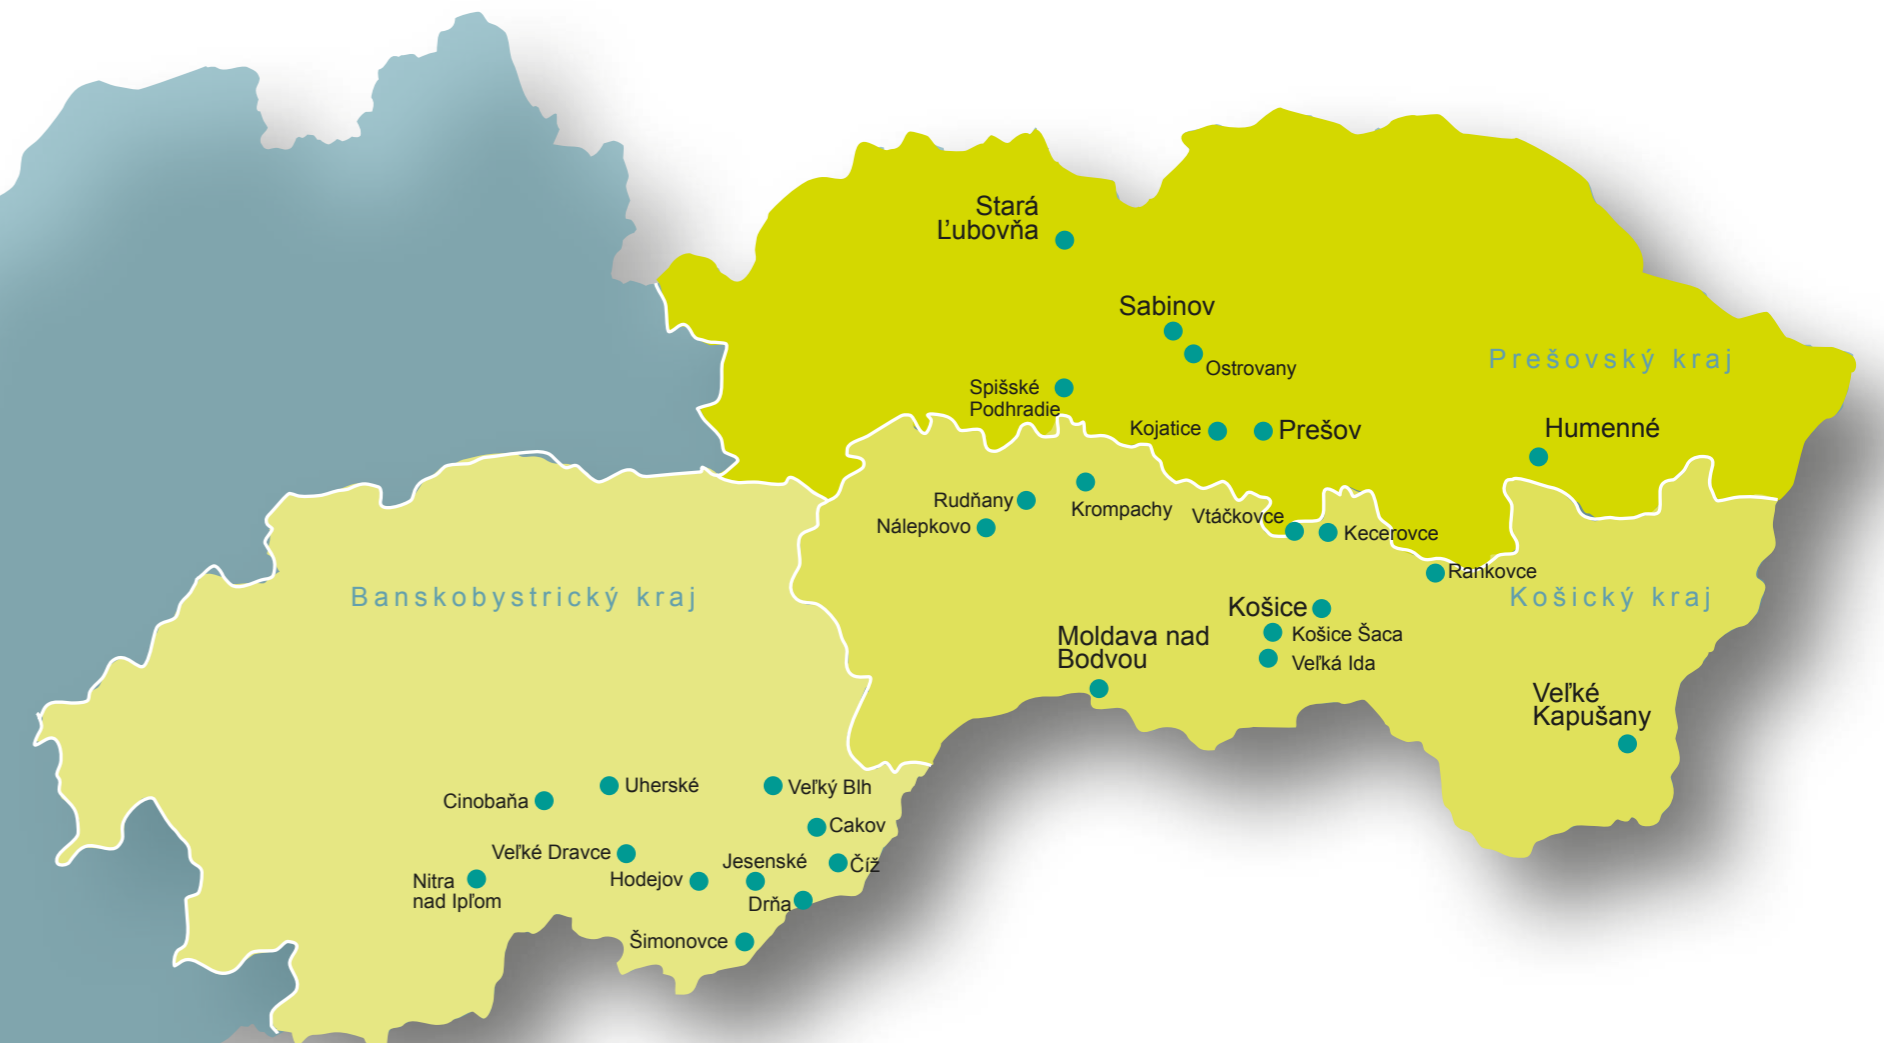 Stará
Ľubovňa
Sabinov
Ostrovany
Prešovský kraj
Spišské
Podhradie
Kojatice
Prešov
Humenné
Rudňany
Krompachy
Vtáčkovce
Nálepkovo
Kecerovce
Rankovce
Banskobystrický kraj
Košický kraj
Košice
Moldava nad
Bodvou
Košice Šaca
Veľká Ida
Veľké
Kapušany
Uherské
Veľký Blh
Cinobaňa
Cakov
Veľké Dravce
Jesenské
Číž
Nitra
nad Ipľom
Hodejov
Drňa
Šimonovce